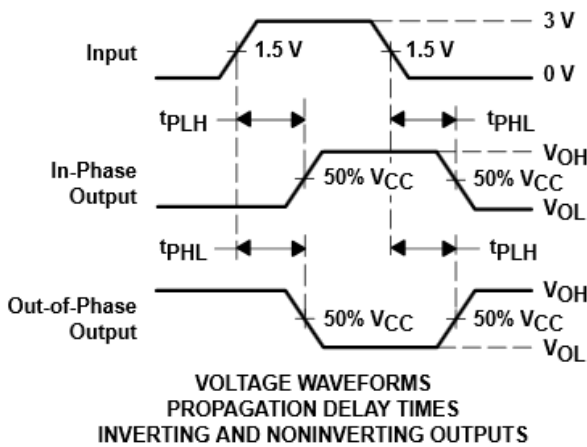 3 V
Input
1.5 V
1.5 V
0 V
tPLH
tPHL
VOH
In-Phase
Output
50% VCC
50% VCC
VOL
tPHL
tPLH
VOH
Out-of-Phase
Output
50% VCC
50% VCC
VOL
VOLTAGE WAVEFORMS
PROPAGATION DELAY TIMES
INVERTING AND NONINVERTING OUTPUTS